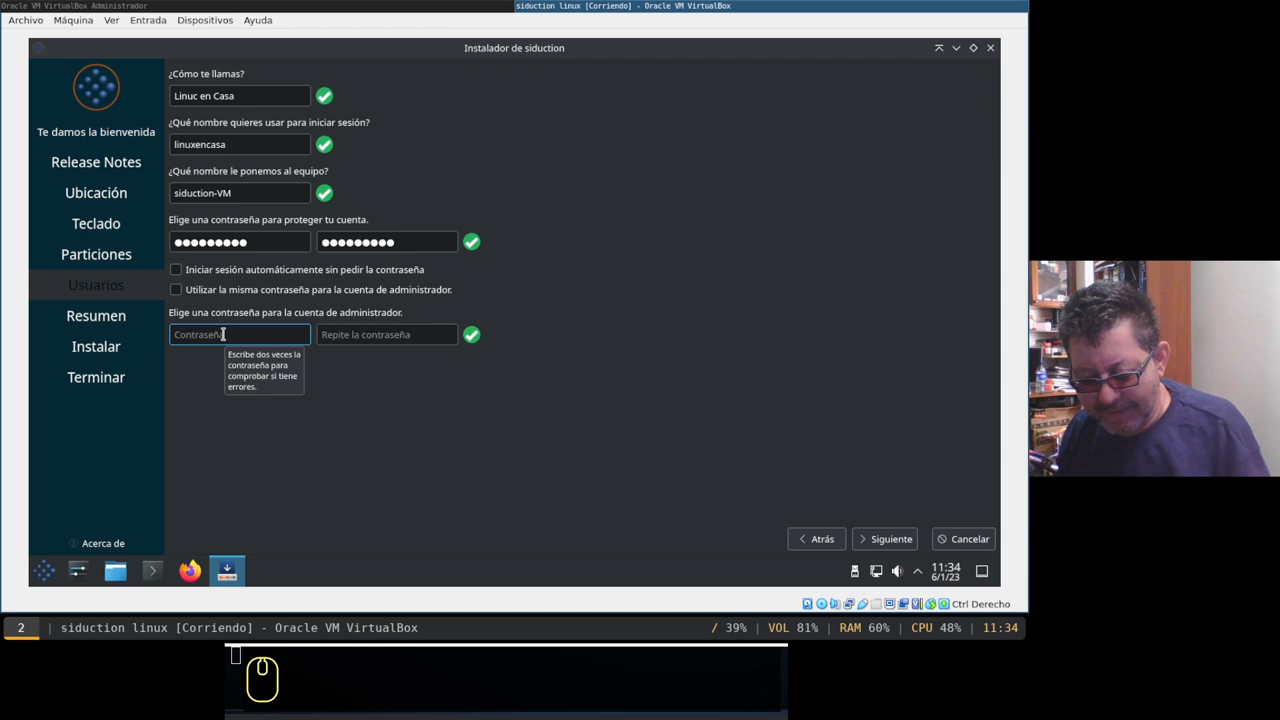 Oracle VM VirtualBox Administrador
siduction linux [Corriendo] - Oracle VM VirtualBox
Archivo Máquina Ver Entrada Dispositivos Ayuda
Instalador de siduction
Te damos la bienvenida
Release Notes
Ubicación
Teclado
Particiones
Usuarios
Resumen
Instalar
Terminar
Acerca de
¿Cómo te llamas?
Linuc en Casa
¿Qué nombre quieres usar para iniciar sesión?
linuxencasa
¿Qué nombre le ponemos al equipo?
siduction-VM
Elige una contraseña para proteger tu cuenta.
●●●●●●●●● ●●●●●●●●●
Iniciar sesión automáticamente sin pedir la contraseña
Utilizar la misma contraseña para la cuenta de administrador.
Elige una contraseña para la cuenta de administrador.
Contraseña Repite la contraseña
Escribe dos veces la
contraseña para
comprobar si tiene
errores.
Atrás Siguiente Cancelar
11:34
6/1/23
Ctrl Derecho
2 | siduction linux [Corriendo] - Oracle VM VirtualBox / 39% | VOL 81% | RAM 60% | CPU 48% | 11:34